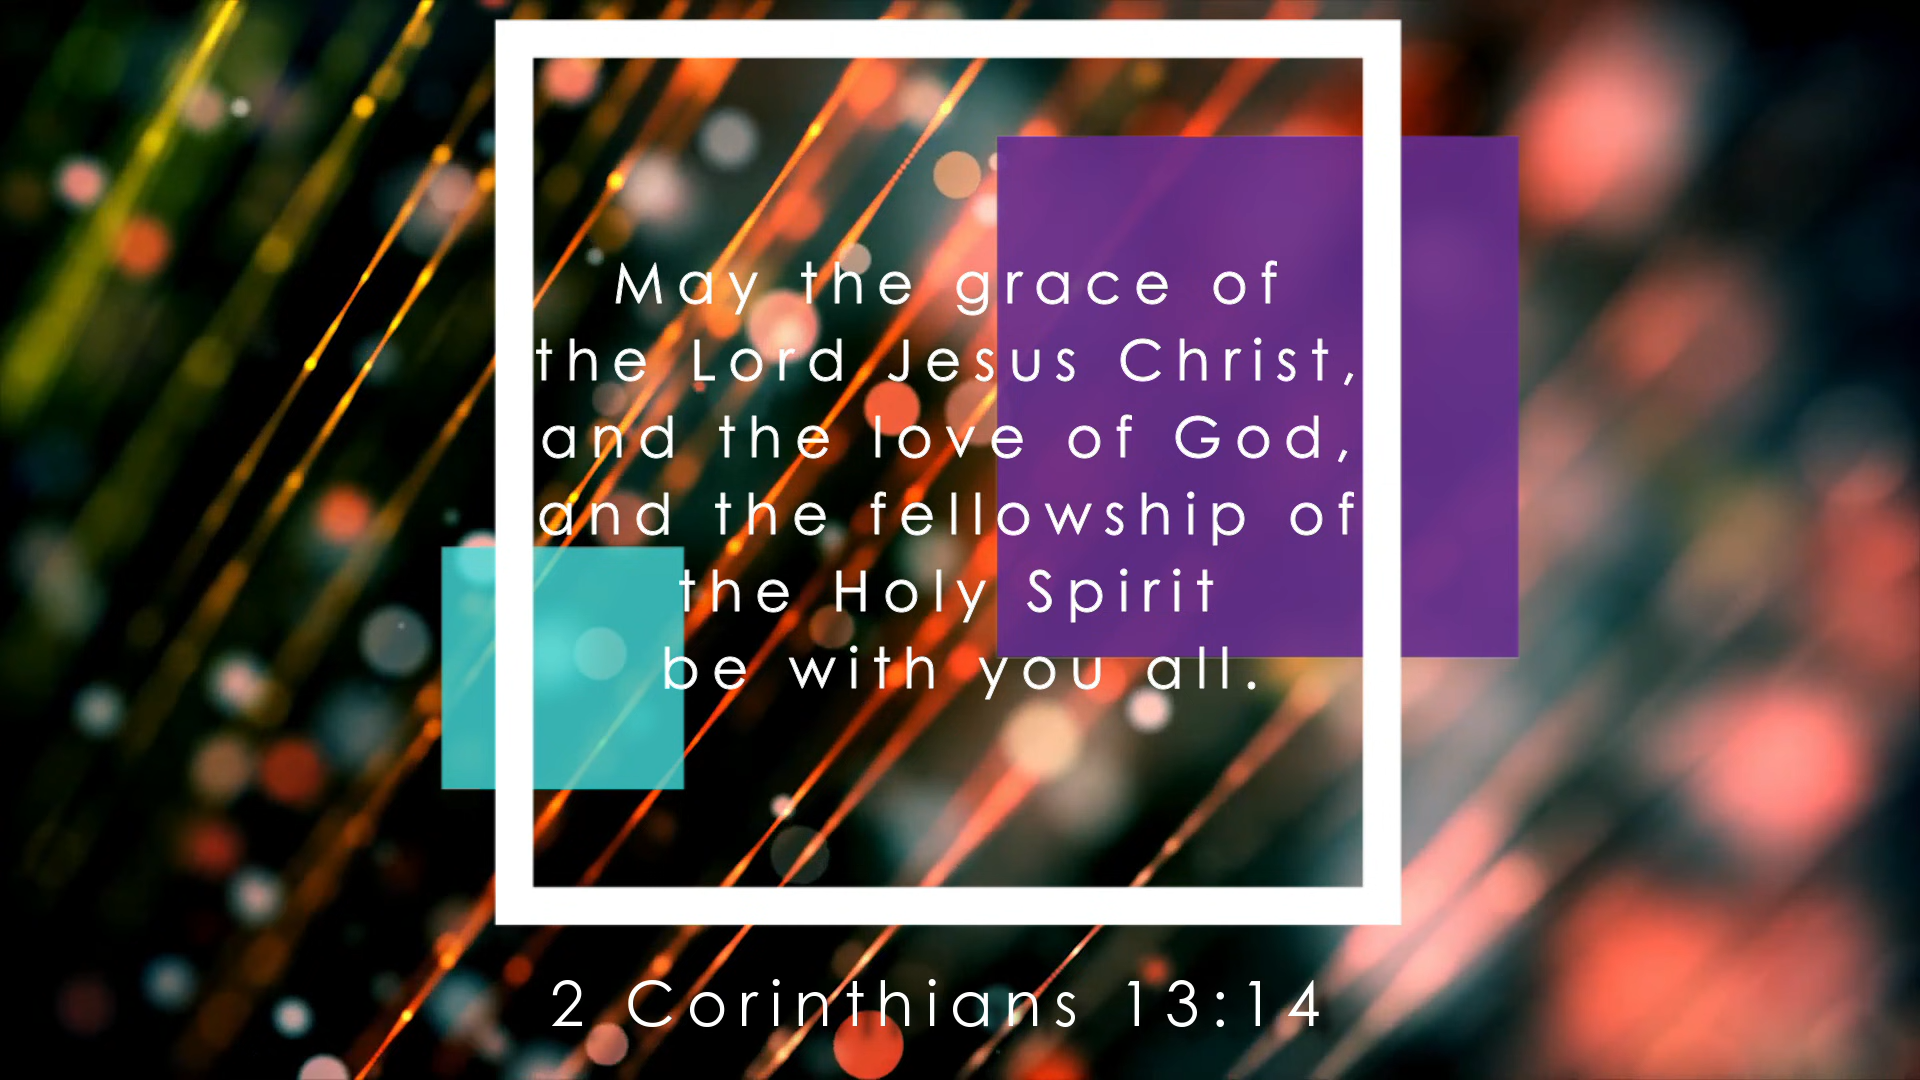 May the grace of
the Lord Jesus Christ,
and the love of God,
and the fellowship of
the Holy Spirit
be with you all.
2 Corinthians 13:14